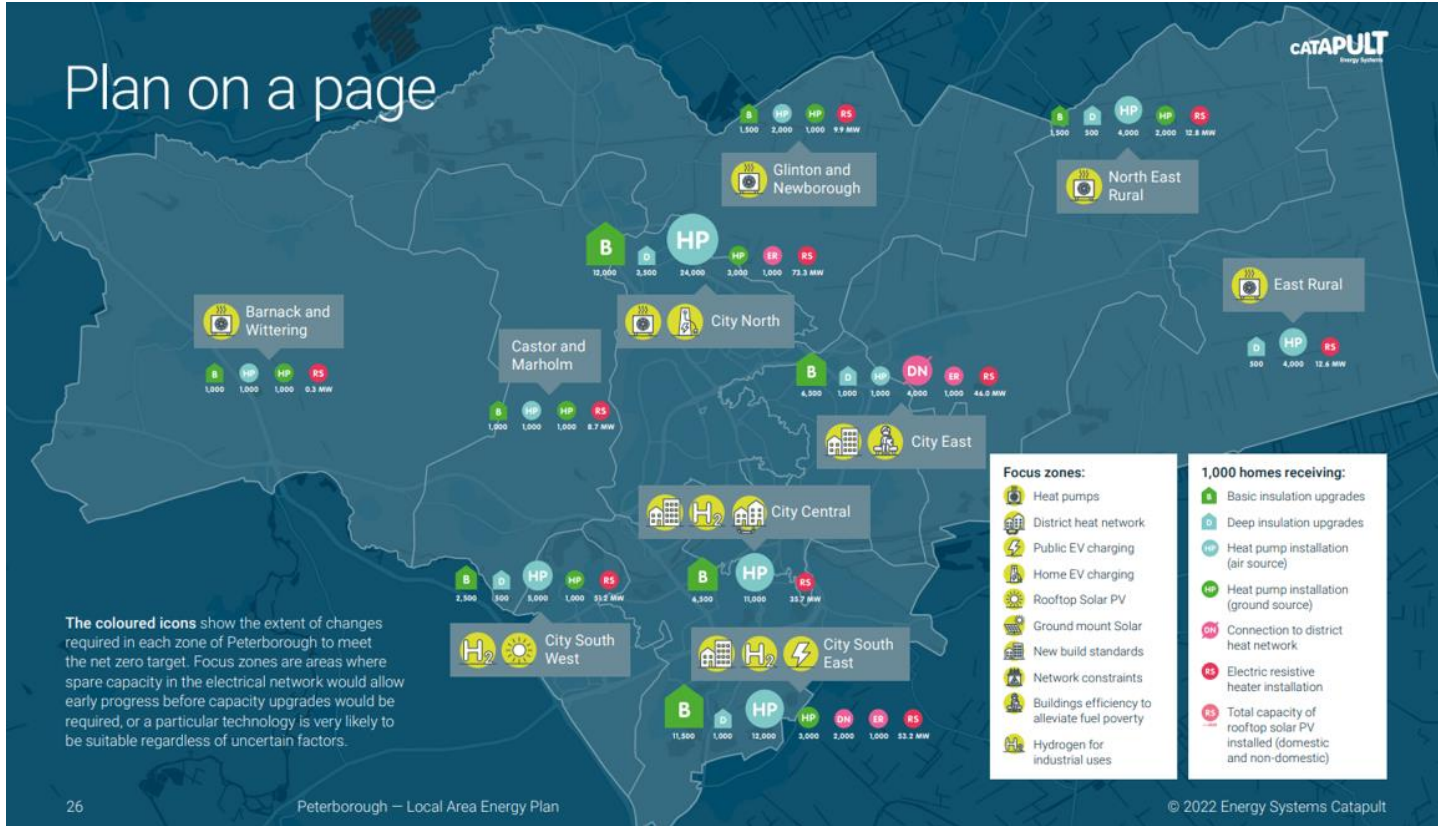 Plan on a page
CATAPULT
Energy Systems
B HP HP RS
1,500 2,000 1,000 9.9 MW
Glinton and
Newborough
B D HP HP RS
1,500 500 4,000 2,000 12.8 MW
North East
Rural
B D HP HP ER RS
12,000 3,500 24,000 3,000 1,000 73.3 MW
City North
East Rural
D HP RS
500 4,000 12.6 MW
Barnack and
Wittering
B HP HP RS
1,000 1,000 1,000 0.3 MW
Castor and
Marholm
B HP HP RS
1,000 1,000 1,000 8.7 MW
B D HP DN ER RS
6,500 1,000 1,000 4,000 1,000 46.0 MW
City East
H2 City Central
B HP RS
6,500 11,000 33.7 MW
B D HP HP RS
2,500 500 5,000 1,000 51.2 MW
H2 City South
West
H2 City South
East
B D HP HP DN ER RS
11,500 1,000 12,000 3,000 2,000 1,000 53.2 MW
The coloured icons show the extent of changes
required in each zone of Peterborough to meet
the net zero target. Focus zones are areas where
spare capacity in the electrical network would allow
early progress before capacity upgrades would be
required, or a particular technology is very likely to
be suitable regardless of uncertain factors.
Focus zones:
Heat pumps
District heat network
Public EV charging
Home EV charging
Rooftop Solar PV
Ground mount Solar
New build standards
Network constraints
Buildings efficiency to
alleviate fuel poverty
H2 Hydrogen for
industrial uses
1,000 homes receiving:
B Basic insulation upgrades
D Deep insulation upgrades
HP Heat pump installation
(air source)
HP Heat pump installation
(ground source)
DN Connection to district
heat network
RS Electric resistive
heater installation
RS Total capacity of
rooftop solar PV
installed (domestic
and non-domestic)
26
Peterborough — Local Area Energy Plan
© 2022 Energy Systems Catapult